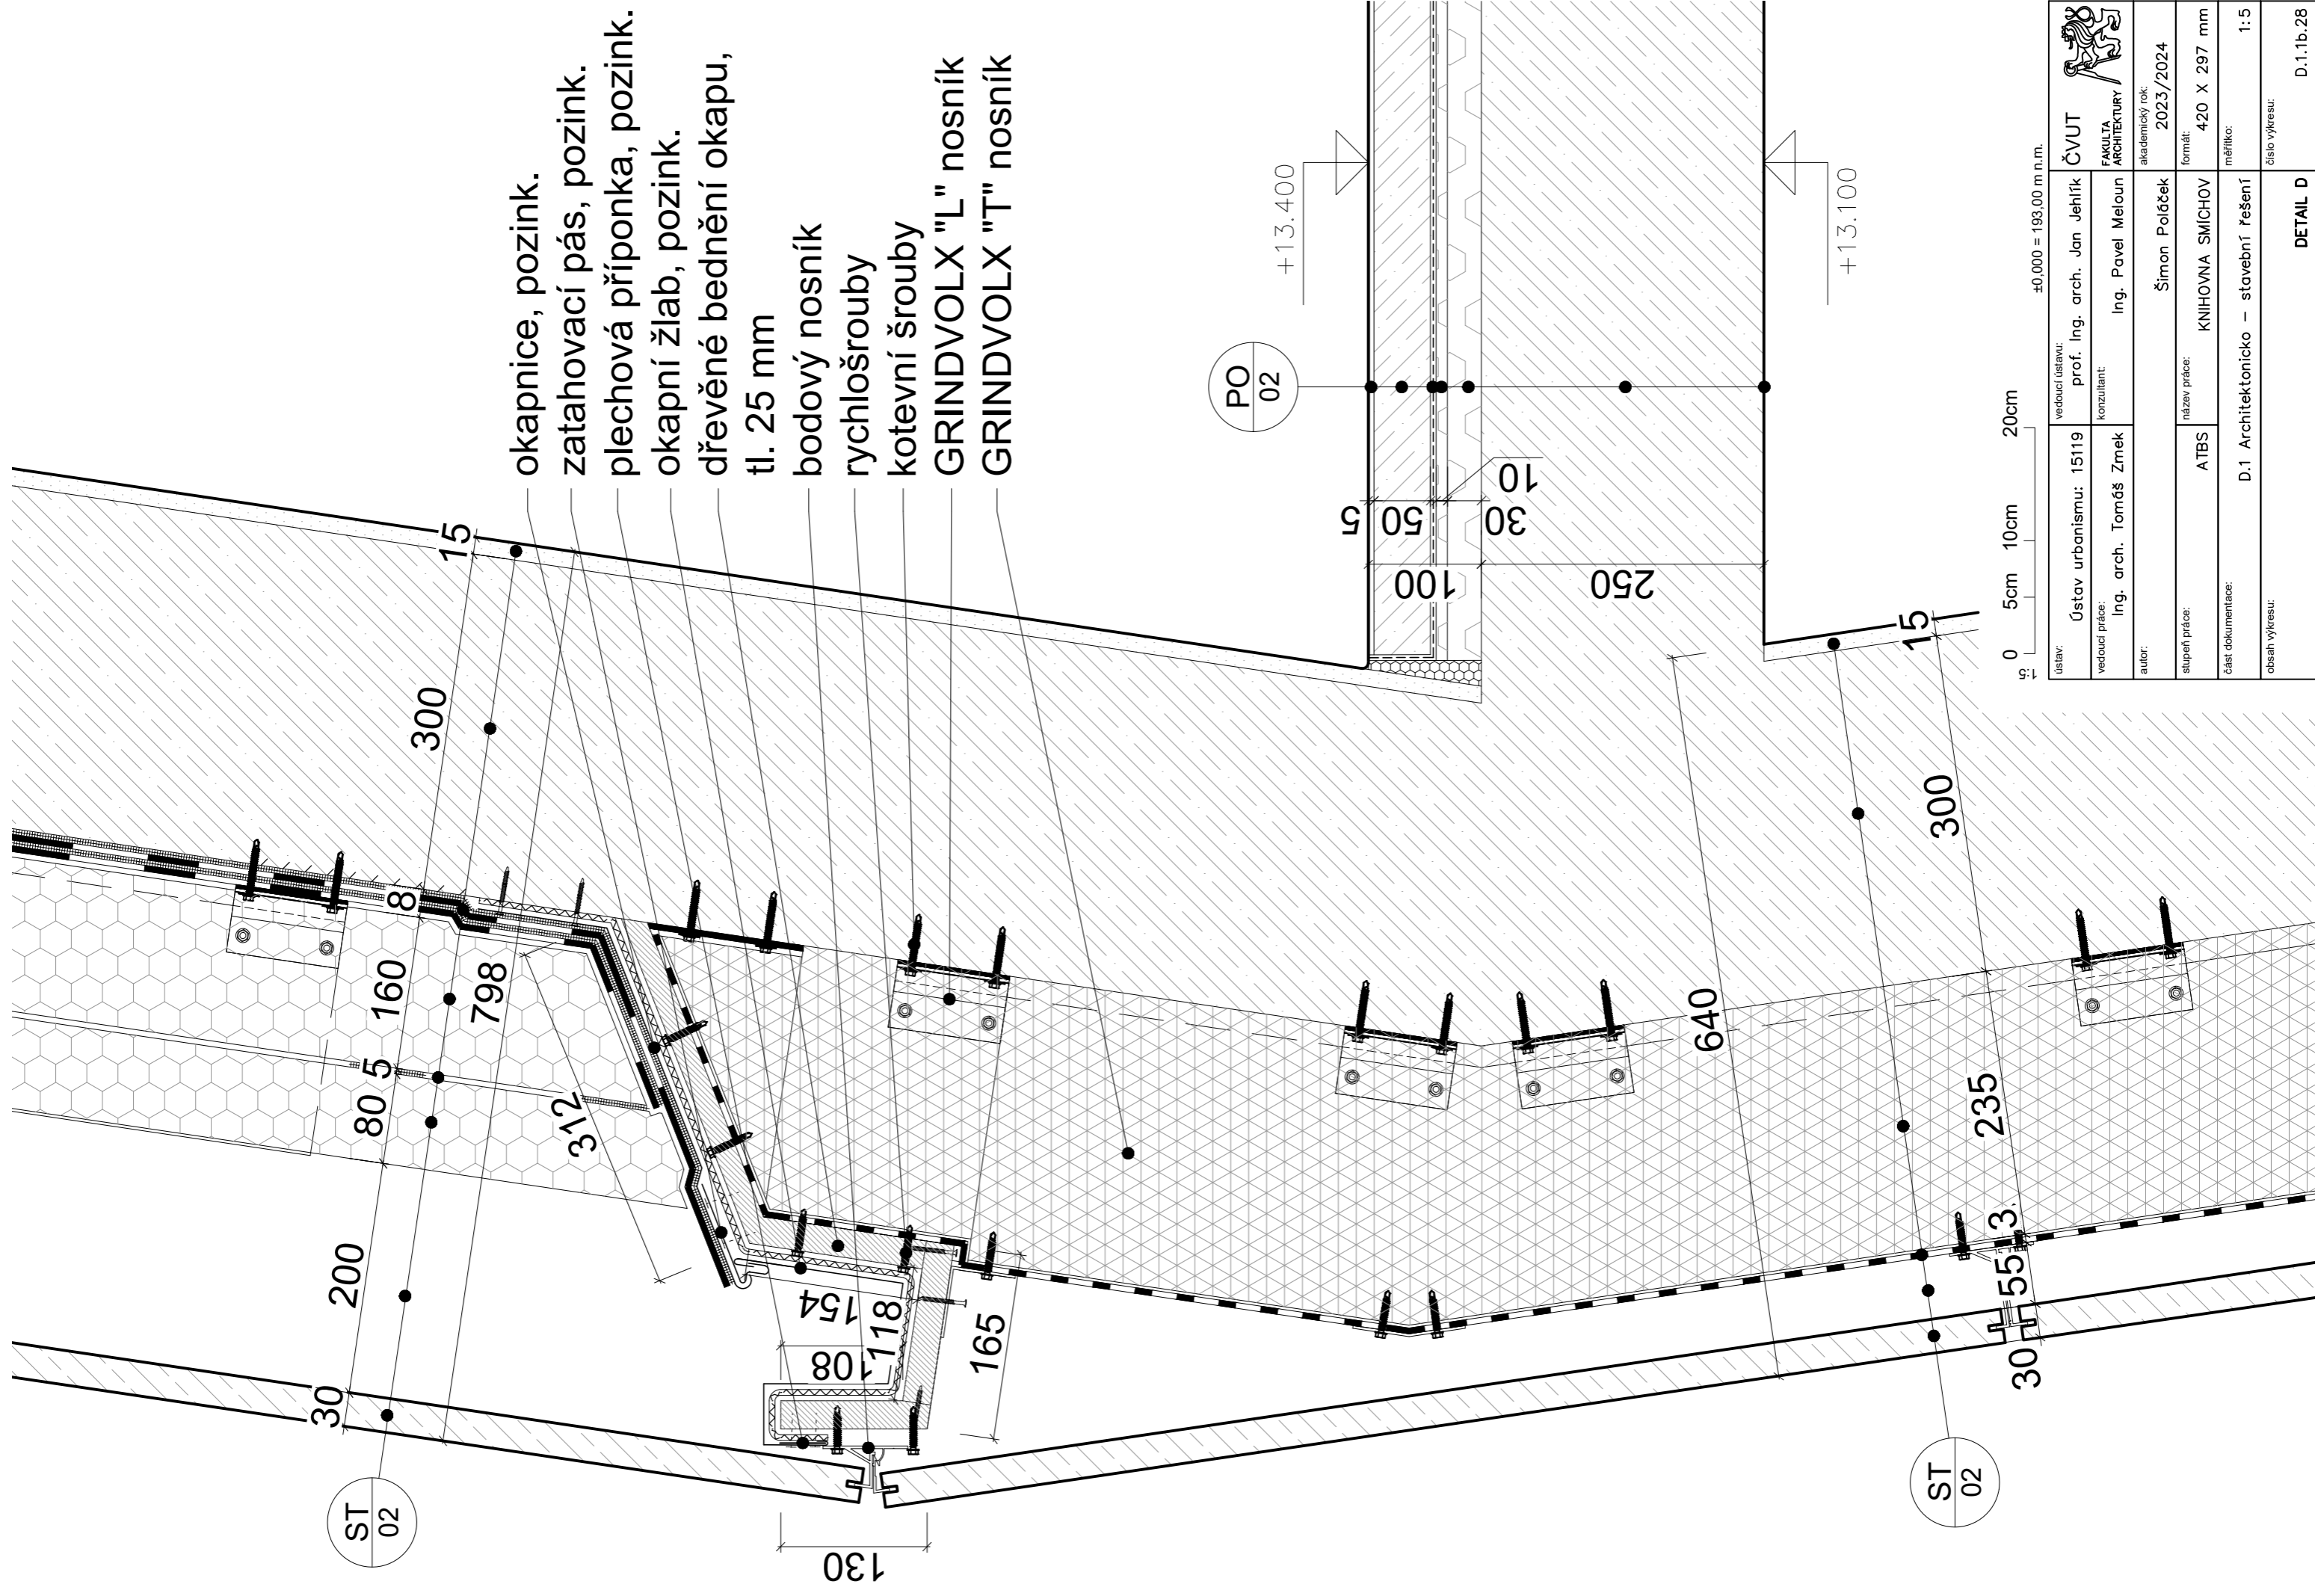 okapnice, pozink.
zatahovací pás, pozink.
plechová příponka, pozink.
okapní žlab, pozink.
dřevěné bednění okapu,
tl. 25 mm
bodový nosník
rychlošrouby
kotevní šrouby
GRINDVOLX "L" nosník
GRINDVOLX "T" nosník
15
300
8
160
798
5
80
312
200
30
ST
02
154
118
108
165
130
PO
02
+13.400
+13.100
5
50
10
30
100
250
640
15
300
235
3
55
30
ST
02
1:5
0
5cm
10cm
20cm
±0,000 = 193,00 m n.m.
ústav:
Ústav urbanismu: 15119
vedoucí ústavu:
prof. Ing. arch. Jan Jehlík
ČVUT
FAKULTA
ARCHITEKTURY
vedoucí práce:
Ing. arch. Tomáš Zmek
konzultant:
Ing. Pavel Meloun
autor:
Šimon Poláček
akademický rok:
2023/2024
stupeň práce:
ATBS
název práce:
KNIHOVNA SMÍCHOV
formát:
420 X 297 mm
část dokumentace:
D.1 Architektonicko – stavební řešení
měřítko:
1:5
obsah výkresu:
DETAIL D
číslo výkresu:
D.1.1b.28